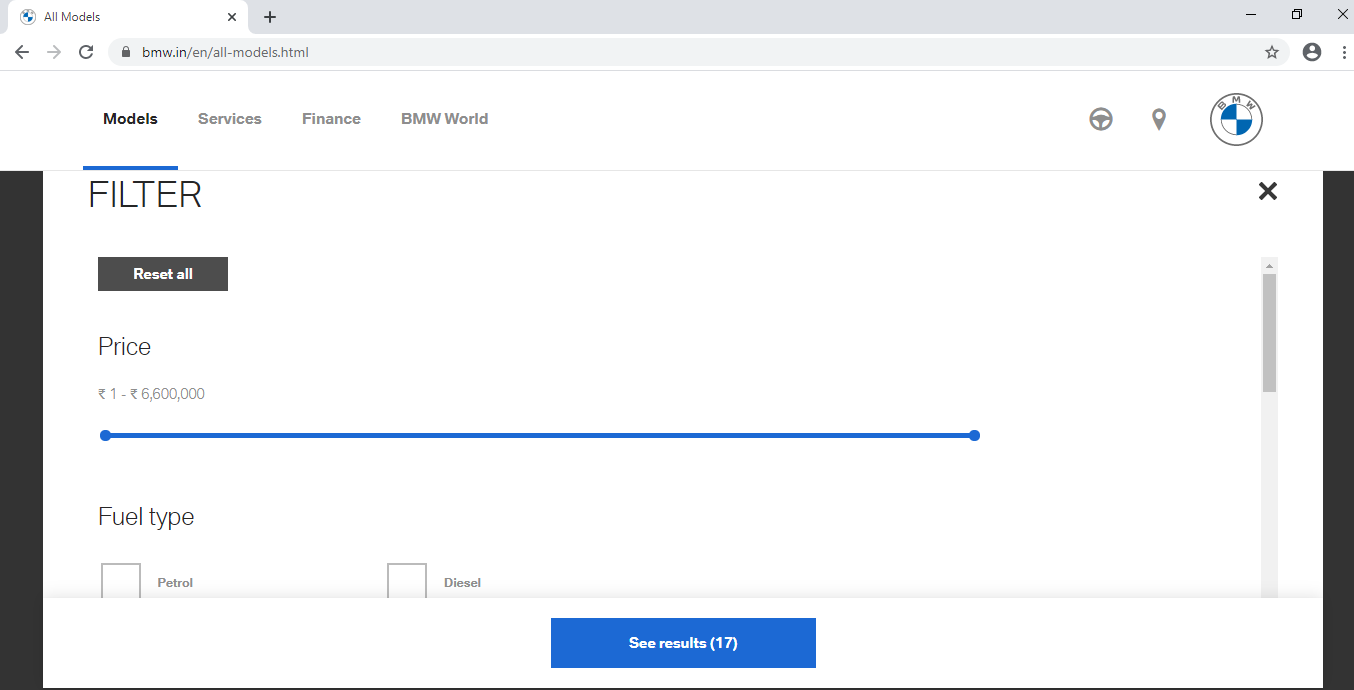 All Models
bmw.in/en/all-models.html
Models Services Finance BMW World
BMW
FILTER
Reset all
Price
₹ 1 - ₹ 6,600,000
Fuel type
Petrol Diesel
See results (17)